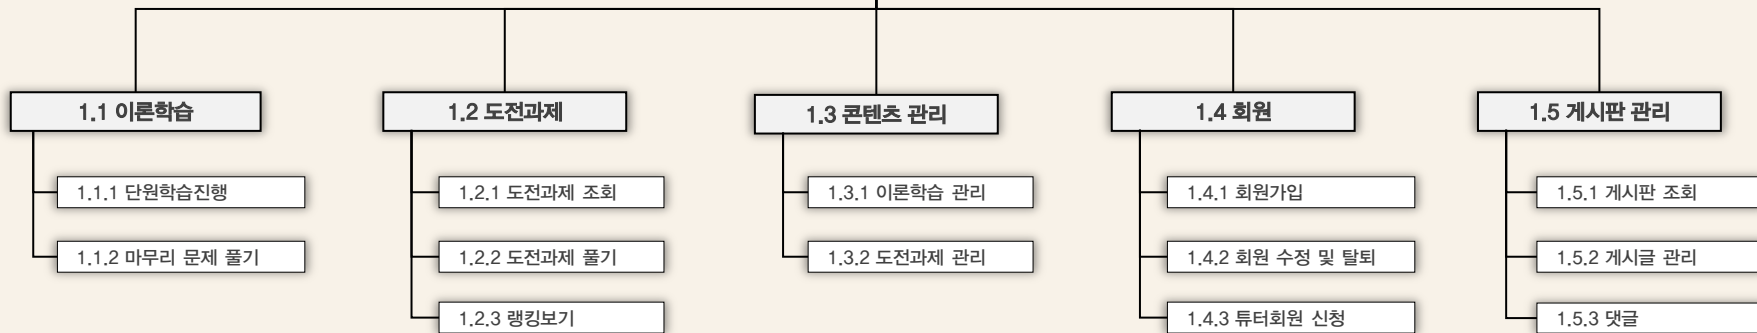 1.1 이론학습
1.1.1 단원학습진행
1.1.2 마무리 문제 풀기
1.2 도전과제
1.2.1 도전과제 조회
1.2.2 도전과제 풀기
1.2.3 랭킹보기
1.3 콘텐츠 관리
1.3.1 이론학습 관리
1.3.2 도전과제 관리
1.4 회원
1.4.1 회원가입
1.4.2 회원 수정 및 탈퇴
1.4.3 튜터회원 신청
1.5 게시판 관리
1.5.1 게시판 조회
1.5.2 게시글 관리
1.5.3 댓글